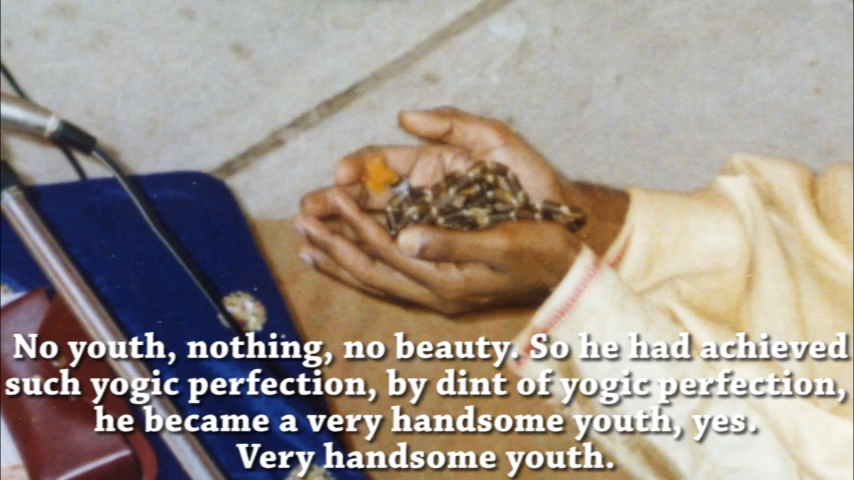 No youth, nothing, no beauty. So he had achieved
such yogic perfection, by dint of yogic perfection,
he became a very handsome youth, yes.
Very handsome youth.